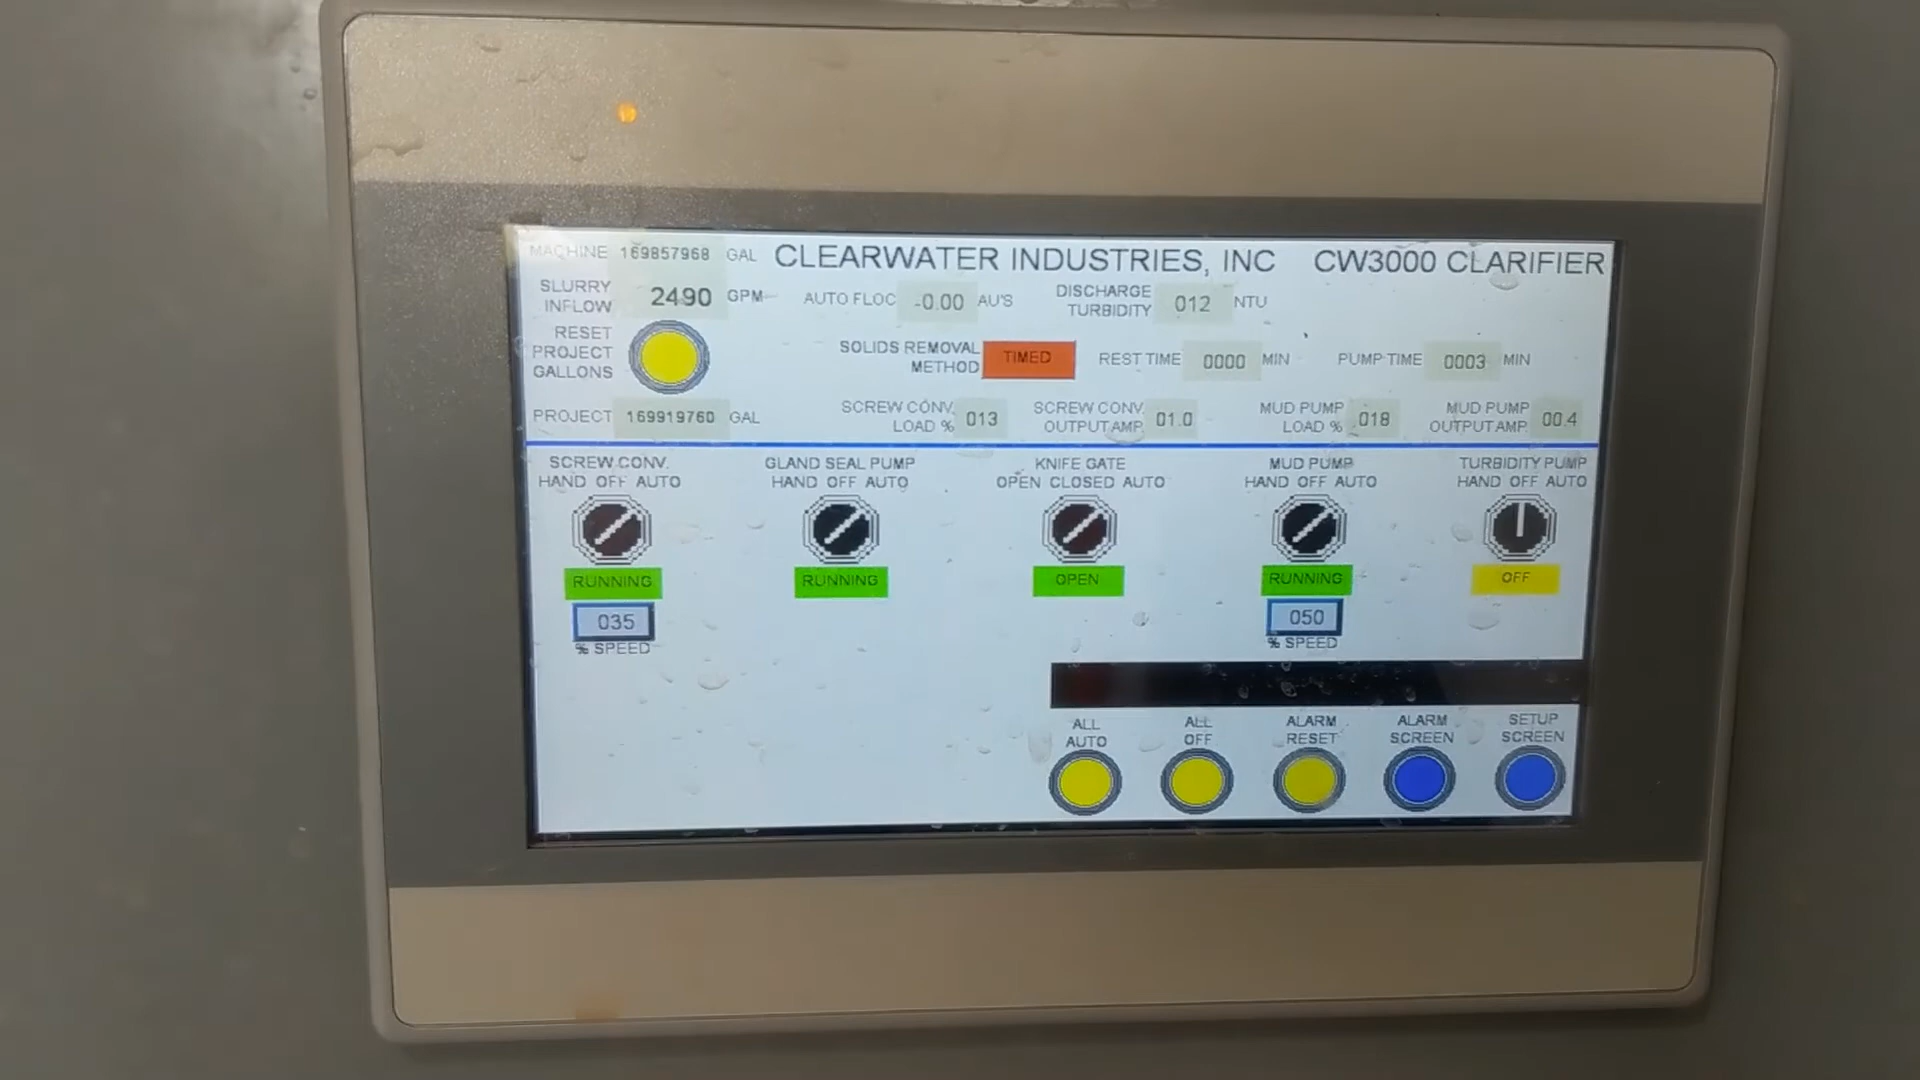 MACHINE 169857968 GAL CLEARWATER INDUSTRIES, INC CW3000 CLARIFIER
SLURRY INFLOW 2490 GPM AUTO FLOC -0.00 AU'S DISCHARGE TURBIDITY 012 NTU
RESET PROJECT GALLONS SOLIDS REMOVAL METHOD TIMED REST TIME 0000 MIN PUMP TIME 0003 MIN
PROJECT 169919760 GAL SCREW CONV. LOAD % 013 SCREW CONV. OUTPUT AMP. 01.0 MUD PUMP LOAD % 018 MUD PUMP OUTPUT AMP. 00.4
SCREW CONV. GLAND SEAL PUMP KNIFE GATE MUD PUMP TURBIDITY PUMP
HAND OFF AUTO HAND OFF AUTO OPEN CLOSED AUTO HAND OFF AUTO HAND OFF AUTO
RUNNING RUNNING OPEN RUNNING OFF
035 050
% SPEED % SPEED
ALL AUTO ALL OFF ALARM RESET ALARM SCREEN SETUP SCREEN